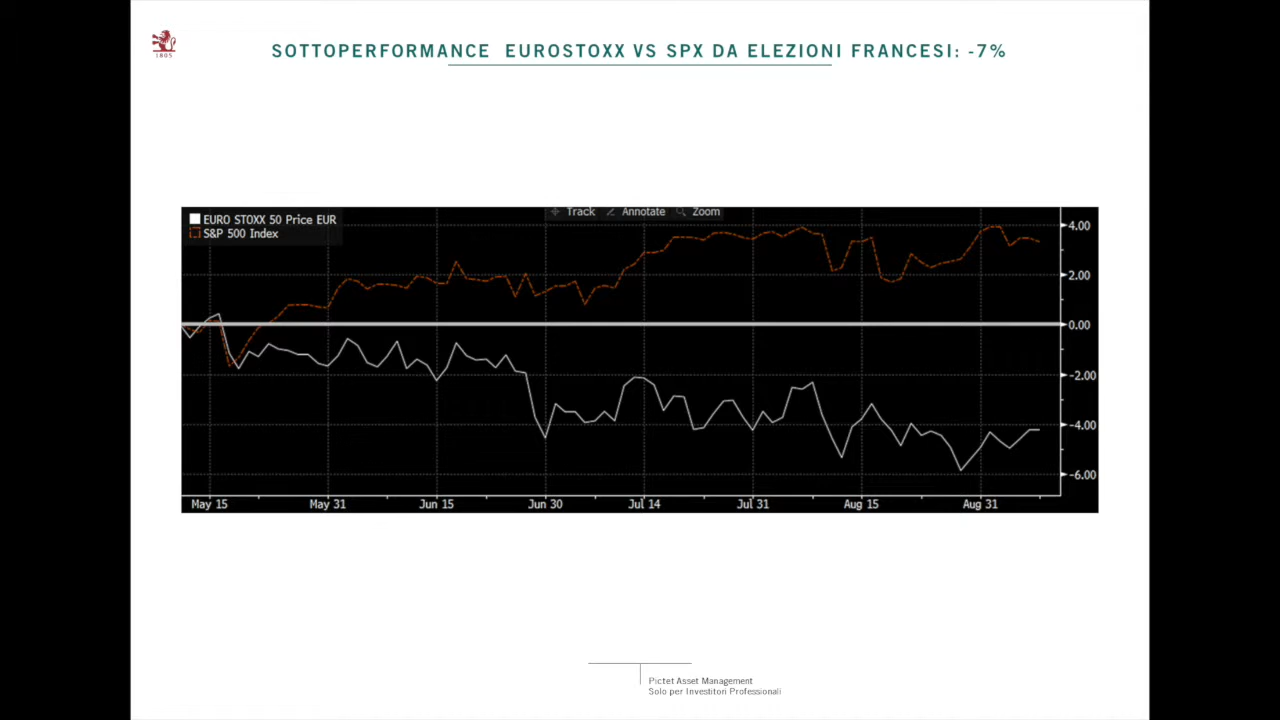 1805
SOTTOPERFORMANCE EUROSTOXX VS SPX DA ELEZIONI FRANCESI: -7%
EURO STOXX 50 Price EUR
S&P 500 Index
Track Annotate Zoom
4.00
2.00
0.00
-2.00
-4.00
-6.00
May 15 May 31 Jun 15 Jun 30 Jul 14 Jul 31 Aug 15 Aug 31
Pictet Asset Management
Solo per Investitori Professionali